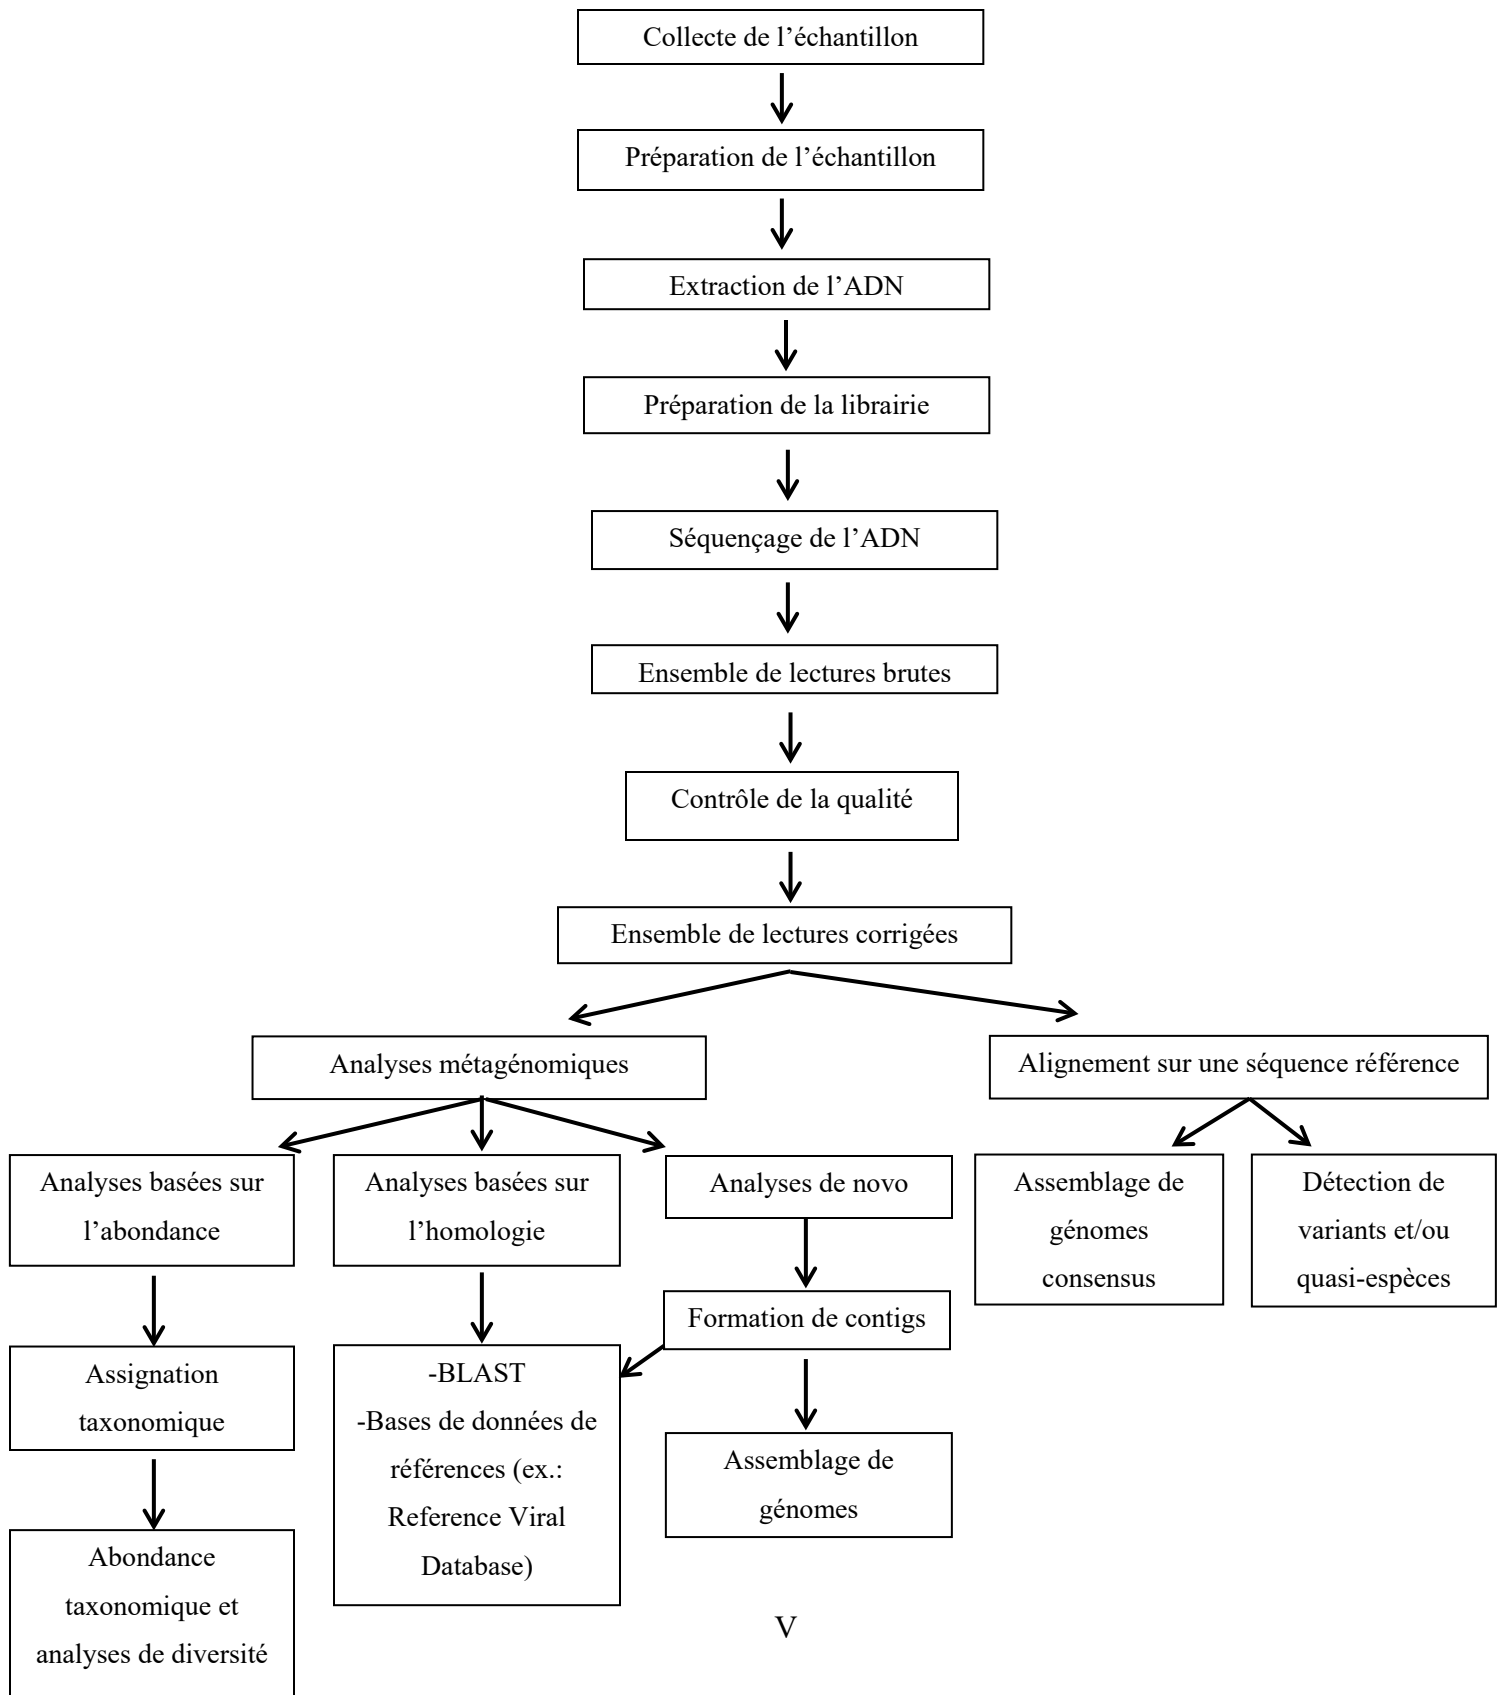 Collecte de l’échantillon
Préparation de l’échantillon
Extraction de l’ADN
Préparation de la librairie
Séquençage de l’ADN
Ensemble de lectures brutes
Contrôle de la qualité
Ensemble de lectures corrigées
Analyses métagénomiques
Alignement sur une séquence référence
Analyses basées sur
l’abondance
Analyses basées sur
l’homologie
Analyses de novo
Assemblage de
génomes
consensus
Détection de
variants et/ou
quasi-espèces
Formation de contigs
Assignation
taxonomique
-BLAST
-Bases de données de
références (ex.:
Reference Viral
Database)
Assemblage de
génomes
Abondance
taxonomique et
analyses de diversité
V